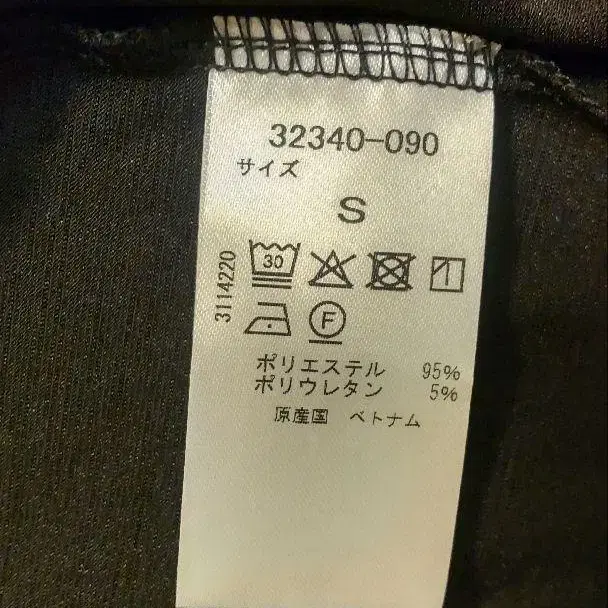 32340-090
サイズ
S
30
3114220
F
ポリエステル 95%
ポリウレタン 5%
原産国 ベトナム